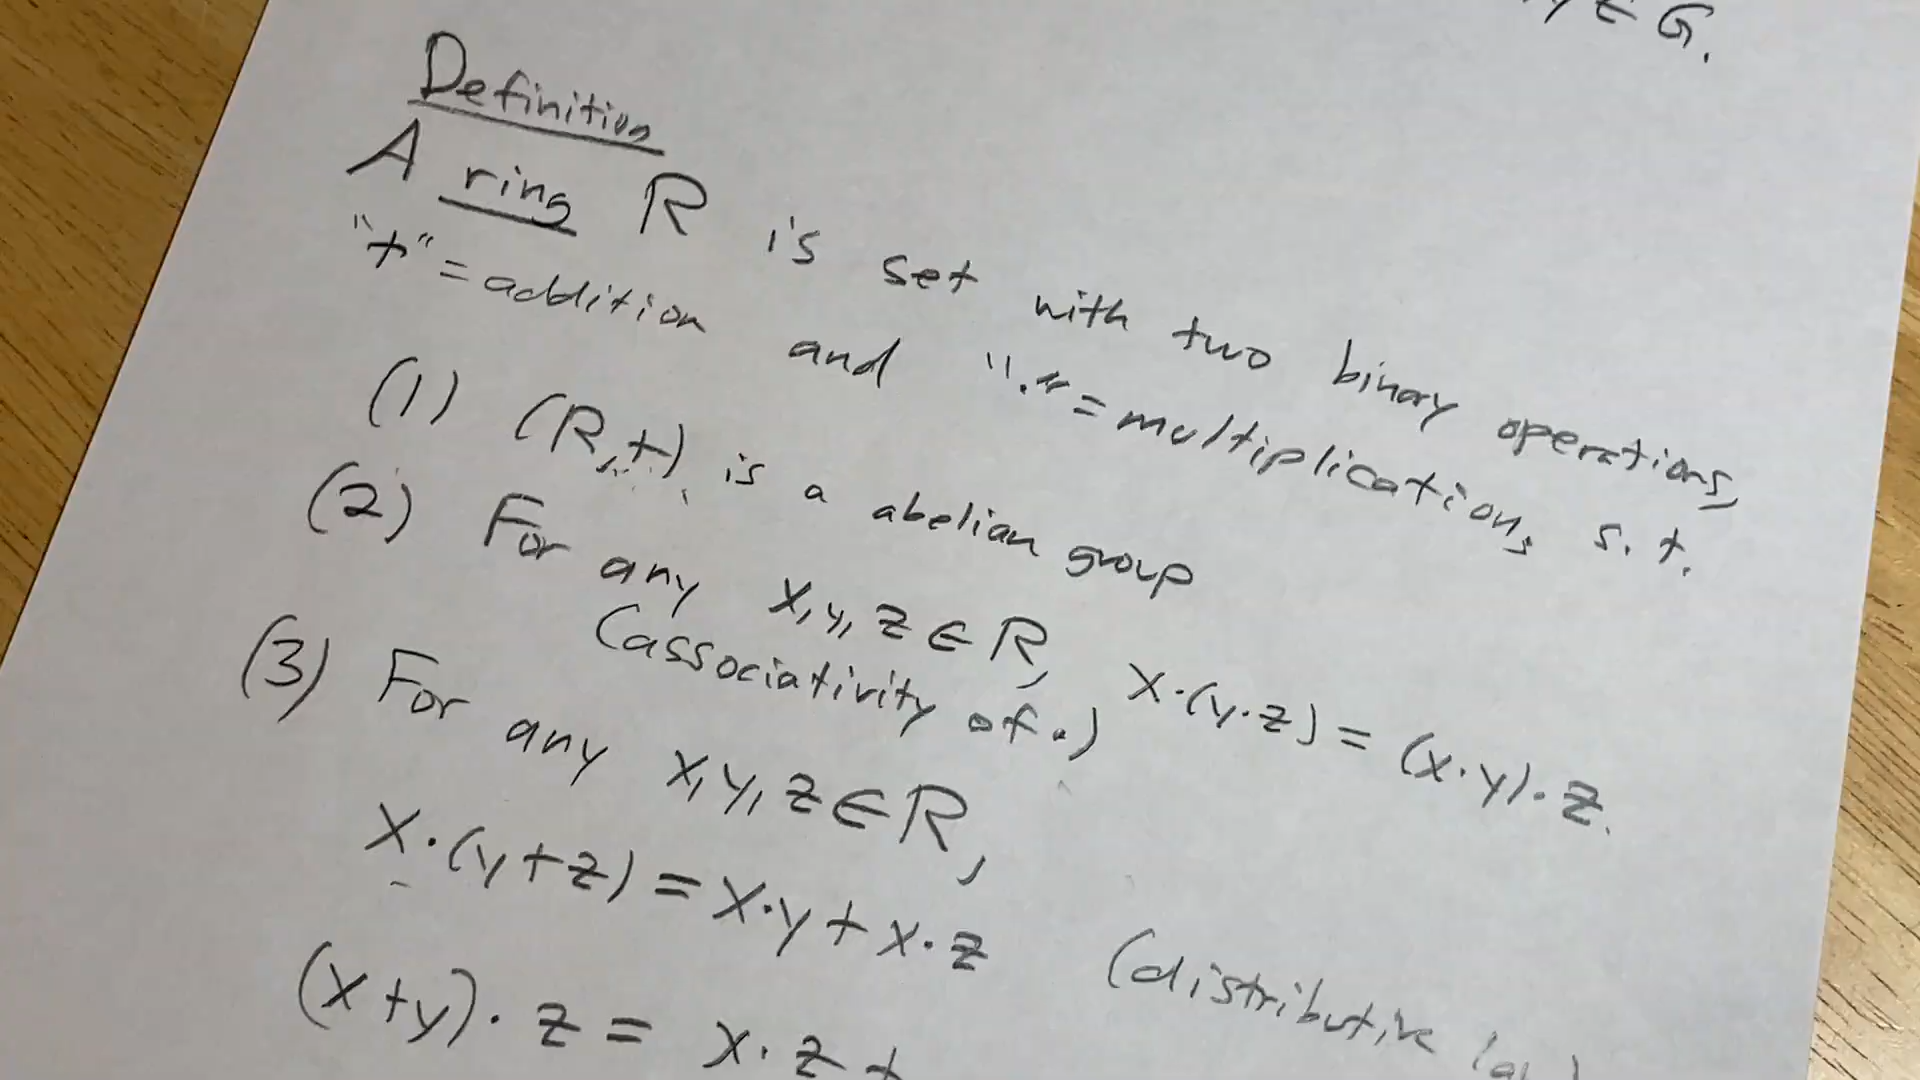 ∈ G.
Definition
A ring R is set with two binary operations,
"+" = addition and "·" = multiplication, s.t.
(1) (R,+) is a abelian group
(2) For any x, y, z ∈ R, x·(y·z) = (x·y)·z.
(associativity of ·)
(3) For any x, y, z ∈ R,
x·(y+z) = x·y + x·z
(distributive
(x+y)·z = x·z +